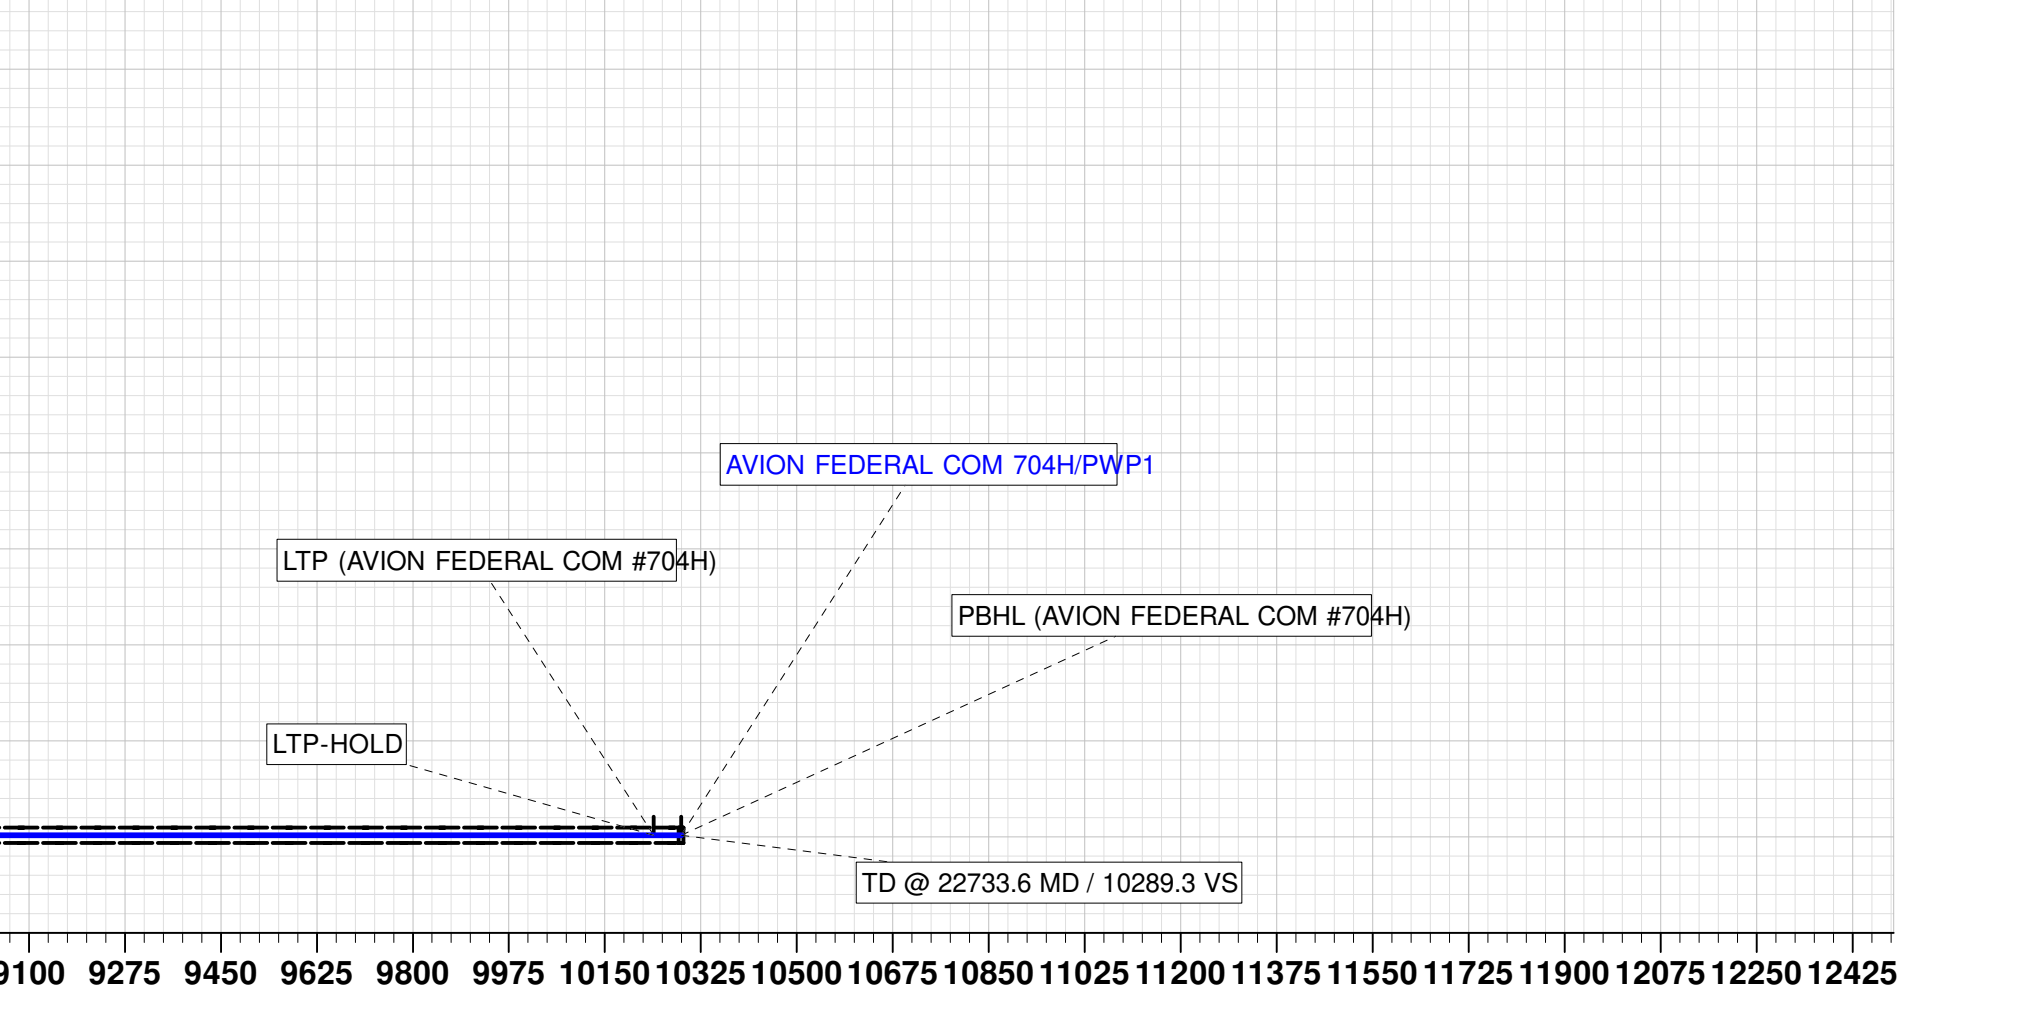 AVION FEDERAL COM 704H/PWP1
LTP (AVION FEDERAL COM #704H)
PBHL (AVION FEDERAL COM #704H)
LTP-HOLD
TD @ 22733.6 MD / 10289.3 VS
9100 9275 9450 9625 9800 9975 10150 10325 10500 10675 10850 11025 11200 11375 11550 11725 11900 12075 12250 12425